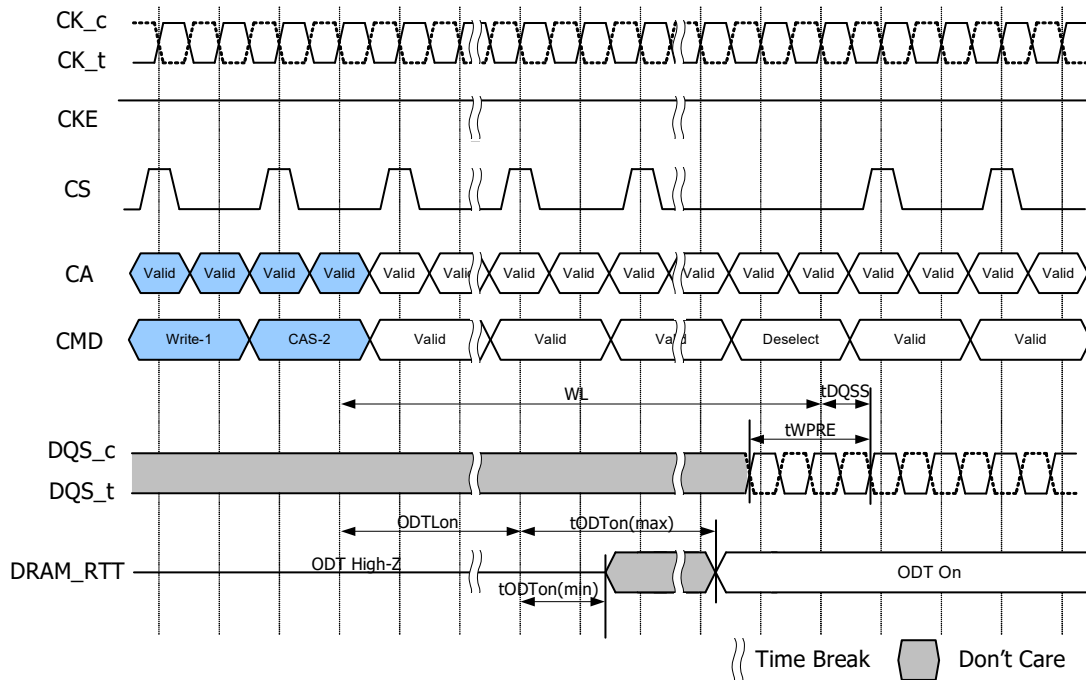 CK_c
CK_t
CKE
CS
CA Valid Valid Valid Valid Valid Valid Valid Valid Valid Valid Valid Valid Valid Valid Valid Valid
CMD Write-1 CAS-2 Valid Valid Valid Deselect Valid Valid
WL tDQSS
tWPRE
DQS_c
DQS_t
ODTLon tODTon(max)
DRAM_RTT ODT High-Z ODT On
tODTon(min)
Time Break Don't Care